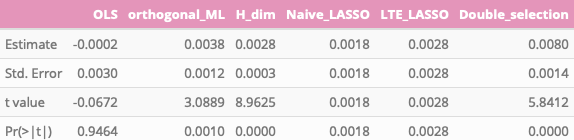 OLS orthogonal_ML H_dim Naive_LASSO LTE_LASSO Double_selection
Estimate -0.0002 0.0038 0.0028 0.0018 0.0028 0.0080
Std. Error 0.0030 0.0012 0.0003 0.0018 0.0028 0.0014
t value -0.0672 3.0889 8.9625 0.0018 0.0028 5.8412
Pr(>|t|) 0.9464 0.0010 0.0000 0.0018 0.0028 0.0000